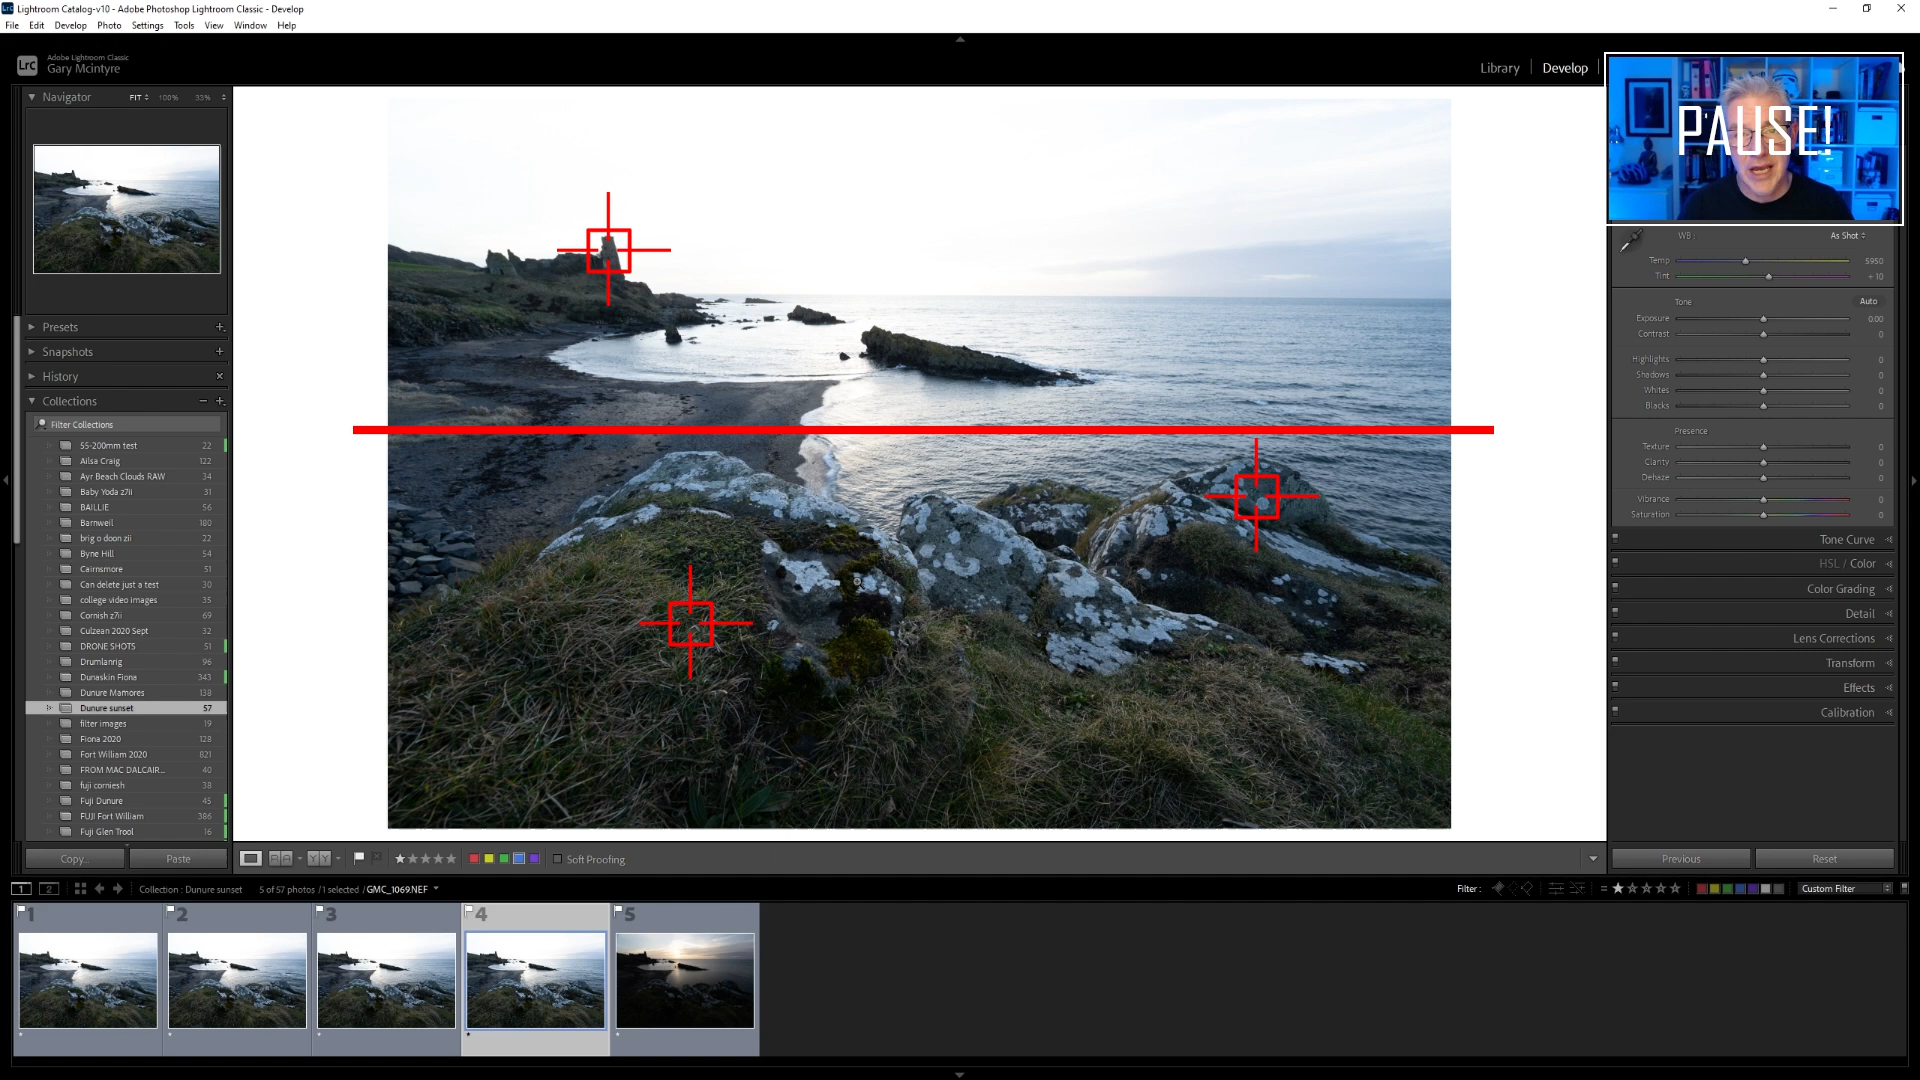 Lightroom Catalog-v10 - Adobe Photoshop Lightroom Classic - Develop
File Edit Develop Photo Settings Tools View Window Help
LrC
Adobe Lightroom Classic
Gary Mcintyre
Library Develop
PAUSE!
Navigator FIT 100% 33%
Presets
Snapshots
History
Collections
Filter Collections
55-200mm test 22
Ailsa Craig 122
Ayr Beach Clouds RAW 34
Baby Yoda z7ii 31
BAILLIE 56
Barnweil 180
brig o doon zii 22
Byne Hill 54
Cairnsmore 51
Can delete just a test 30
college video images 35
Cornish z7ii 69
Culzean 2020 Sept 32
DRONE SHOTS 51
Drumlanrig 96
Dunaskin Fiona 343
Dunure Mamores 138
Dunure sunset 57
filter images 19
Fiona 2020 128
Fort William 2020 821
FROM MAC DALCAIR... 40
fuji corniesh 38
Fuji Dunure 45
FUJI Fort William 386
Fuji Glen Trool 16
Copy... Paste
WB: As Shot
Temp 5950
Tint + 10
Tone Auto
Exposure 0.00
Contrast 0
Highlights 0
Shadows 0
Whites 0
Blacks 0
Presence
Texture 0
Clarity 0
Dehaze 0
Vibrance 0
Saturation 0
Tone Curve
HSL / Color
Color Grading
Detail
Lens Corrections
Transform
Effects
Calibration
Previous Reset
R A Y Y Soft Proofing
1 2 Collection : Dunure sunset 5 of 57 photos / 1 selected / GMC_1069.NEF
Filter : Custom Filter
1 2 3 4 5